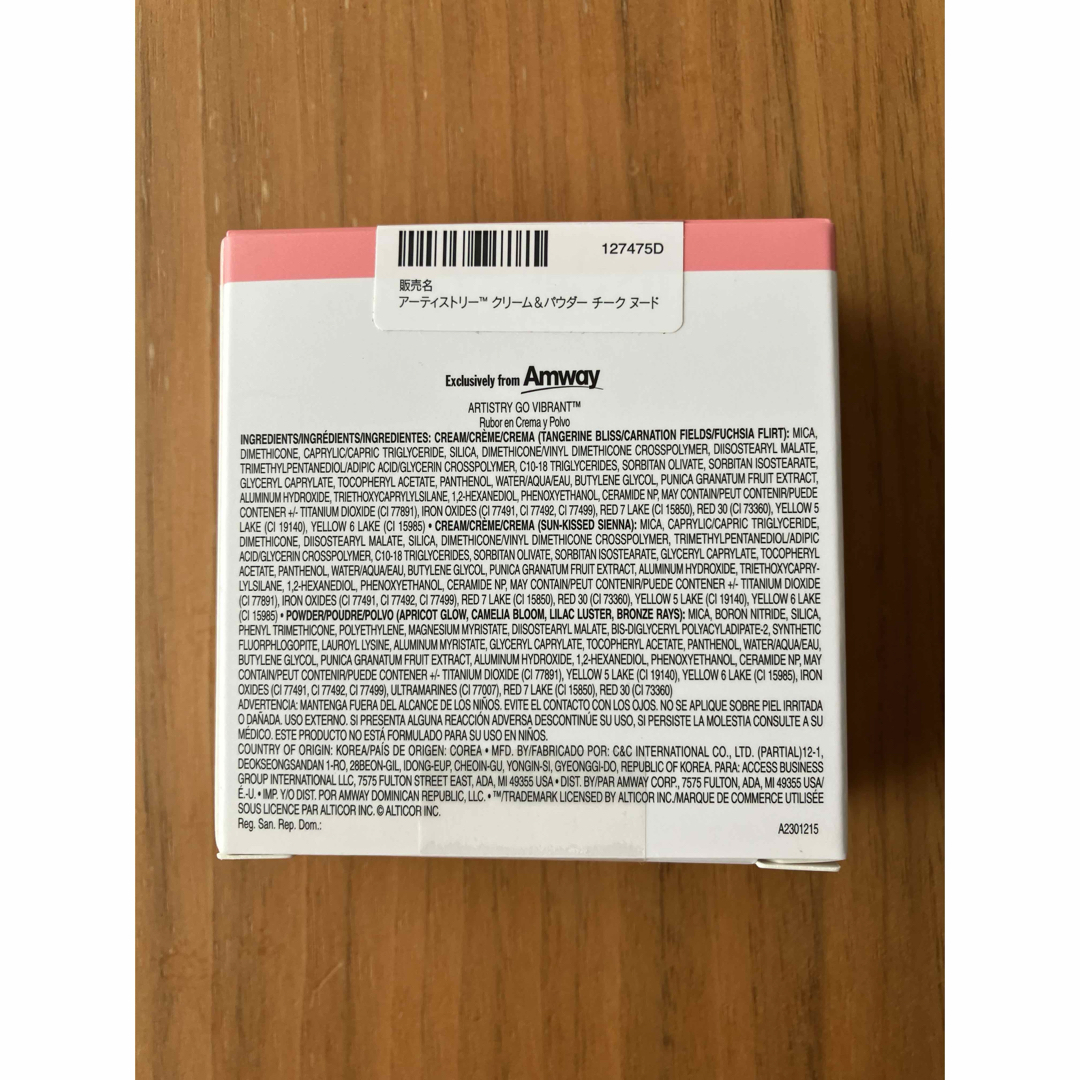 127475D
販売名
アーティストリー™ クリーム&パウダー チーク ヌード
Exclusively from Amway
ARTISTRY GO VIBRANT™
Rubor en Crema y Polvo
INGREDIENTS/INGRÉDIENTS/INGREDIENTES: CREAM/CRÈME/CREMA (TANGERINE BLISS/CARNATION FIELDS/FUCHSIA FLIRT): MICA,
DIMETHICONE, CAPRYLIC/CAPRIC TRIGLYCERIDE, SILICA, DIMETHICONE/VINYL DIMETHICONE CROSSPOLYMER, DIISOSTEARYL MALATE,
TRIMETHYLPENTANEDIOL/ADIPIC ACID/GLYCERIN CROSSPOLYMER, C10-18 TRIGLYCERIDES, SORBITAN OLIVATE, SORBITAN ISOSTEARATE,
GLYCERYL CAPRYLATE, TOCOPHERYL ACETATE, PANTHENOL, WATER/AQUA/EAU, BUTYLENE GLYCOL, PUNICA GRANATUM FRUIT EXTRACT,
ALUMINUM HYDROXIDE, TRIETHOXYCAPRYLYLSILANE, 1,2-HEXANEDIOL, PHENOXYETHANOL, CERAMIDE NP, MAY CONTAIN/PEUT CONTENIR/PUEDE
CONTENER +/- TITANIUM DIOXIDE (CI 77891), IRON OXIDES (CI 77491, CI 77492, CI 77499), RED 7 LAKE (CI 15850), RED 30 (CI 73360), YELLOW 5
LAKE (CI 19140), YELLOW 6 LAKE (CI 15985) • CREAM/CRÈME/CREMA (SUN-KISSED SIENNA): MICA, CAPRYLIC/CAPRIC TRIGLYCERIDE,
DIMETHICONE, DIISOSTEARYL MALATE, SILICA, DIMETHICONE/VINYL DIMETHICONE CROSSPOLYMER, TRIMETHYLPENTANEDIOL/ADIPIC
ACID/GLYCERIN CROSSPOLYMER, C10-18 TRIGLYCERIDES, SORBITAN OLIVATE, SORBITAN ISOSTEARATE, GLYCERYL CAPRYLATE, TOCOPHERYL
ACETATE, PANTHENOL, WATER/AQUA/EAU, BUTYLENE GLYCOL, PUNICA GRANATUM FRUIT EXTRACT, ALUMINUM HYDROXIDE, TRIETHOXYCAPRY-
LYLSILANE, 1,2-HEXANEDIOL, PHENOXYETHANOL, CERAMIDE NP, MAY CONTAIN/PEUT CONTENIR/PUEDE CONTENER +/- TITANIUM DIOXIDE
(CI 77891), IRON OXIDES (CI 77491, CI 77492, CI 77499), RED 7 LAKE (CI 15850), RED 30 (CI 73360), YELLOW 5 LAKE (CI 19140), YELLOW 6 LAKE
(CI 15985) • POWDER/POUDRE/POLVO (APRICOT GLOW, CAMELIA BLOOM, LILAC LUSTER, BRONZE RAYS): MICA, BORON NITRIDE, SILICA,
PHENYL TRIMETHICONE, POLYETHYLENE, MAGNESIUM MYRISTATE, DIISOSTEARYL MALATE, BIS-DIGLYCERYL POLYACYLADIPATE-2, SYNTHETIC
FLUORPHLOGOPITE, LAUROYL LYSINE, ALUMINUM MYRISTATE, GLYCERYL CAPRYLATE, TOCOPHERYL ACETATE, PANTHENOL, WATER/AQUA/EAU,
BUTYLENE GLYCOL, PUNICA GRANATUM FRUIT EXTRACT, ALUMINUM HYDROXIDE, 1,2-HEXANEDIOL, PHENOXYETHANOL, CERAMIDE NP, MAY
CONTAIN/PEUT CONTENIR/PUEDE CONTENER +/- TITANIUM DIOXIDE (CI 77891), YELLOW 5 LAKE (CI 19140), YELLOW 6 LAKE (CI 15985), IRON
OXIDES (CI 77491, CI 77492, CI 77499), ULTRAMARINES (CI 77007), RED 7 LAKE (CI 15850), RED 30 (CI 73360)
ADVERTENCIA: MANTENGA FUERA DEL ALCANCE DE LOS NIÑOS. EVITE EL CONTACTO CON LOS OJOS. NO SE APLIQUE SOBRE PIEL IRRITADA
O DAÑADA. USO EXTERNO. SI PRESENTA ALGUNA REACCIÓN ADVERSA DESCONTINÚE SU USO, SI PERSISTE LA MOLESTIA CONSULTE A SU
MÉDICO. ESTE PRODUCTO NO ESTÁ FORMULADO PARA SU USO EN NIÑOS.
COUNTRY OF ORIGIN: KOREA/PAÍS DE ORIGEN: COREA • MFD. BY/FABRICADO POR: C&C INTERNATIONAL CO., LTD. (PARTIAL)12-1,
DEOKSEONGSANDAN 1-RO, 28BEON-GIL, IDONG-EUP, CHEOIN-GU, YONGIN-SI, GYEONGGI-DO, REPUBLIC OF KOREA. PARA: ACCESS BUSINESS
GROUP INTERNATIONAL LLC, 7575 FULTON STREET EAST, ADA, MI 49355 USA • DIST. BY/PAR AMWAY CORP., 7575 FULTON, ADA, MI 49355 USA/
É.-U. • IMP. Y/O DIST. POR AMWAY DOMINICAN REPUBLIC, LLC. • ™/TRADEMARK LICENSED BY ALTICOR INC./MARQUE DE COMMERCE UTILISÉE
SOUS LICENCE PAR ALTICOR INC. © ALTICOR INC.
Reg. San. Rep. Dom.:
A2301215